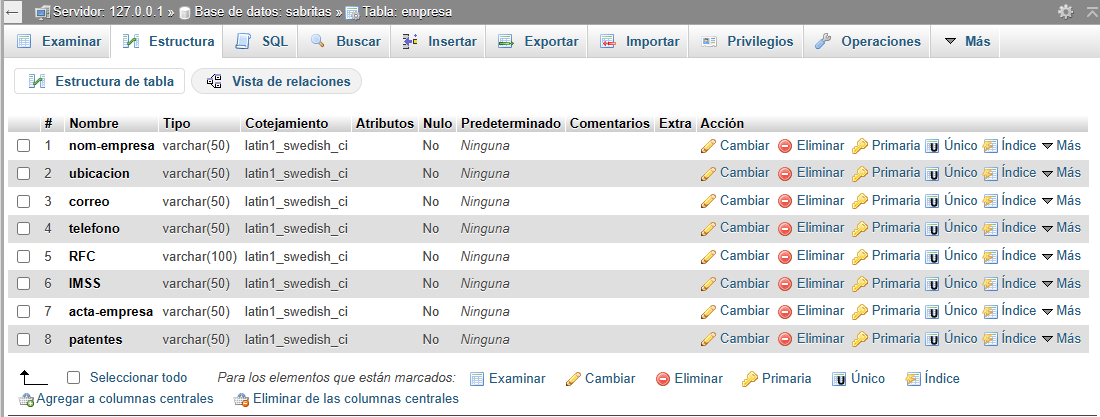 Servidor: 127.0.0.1 » Base de datos: sabritas » Tabla: empresa
Examinar Estructura SQL Buscar Insertar Exportar Importar Privilegios Operaciones Más
Estructura de tabla Vista de relaciones
# Nombre Tipo Cotejamiento Atributos Nulo Predeterminado Comentarios Extra Acción
1 nom-empresa varchar(50) latin1_swedish_ci No Ninguna Cambiar Eliminar Primaria Único Índice Más
2 ubicacion varchar(50) latin1_swedish_ci No Ninguna Cambiar Eliminar Primaria Único Índice Más
3 correo varchar(50) latin1_swedish_ci No Ninguna Cambiar Eliminar Primaria Único Índice Más
4 telefono varchar(50) latin1_swedish_ci No Ninguna Cambiar Eliminar Primaria Único Índice Más
5 RFC varchar(100) latin1_swedish_ci No Ninguna Cambiar Eliminar Primaria Único Índice Más
6 IMSS varchar(50) latin1_swedish_ci No Ninguna Cambiar Eliminar Primaria Único Índice Más
7 acta-empresa varchar(50) latin1_swedish_ci No Ninguna Cambiar Eliminar Primaria Único Índice Más
8 patentes varchar(50) latin1_swedish_ci No Ninguna Cambiar Eliminar Primaria Único Índice Más
Seleccionar todo Para los elementos que están marcados: Examinar Cambiar Eliminar Primaria Único Índice
Agregar a columnas centrales Eliminar de las columnas centrales